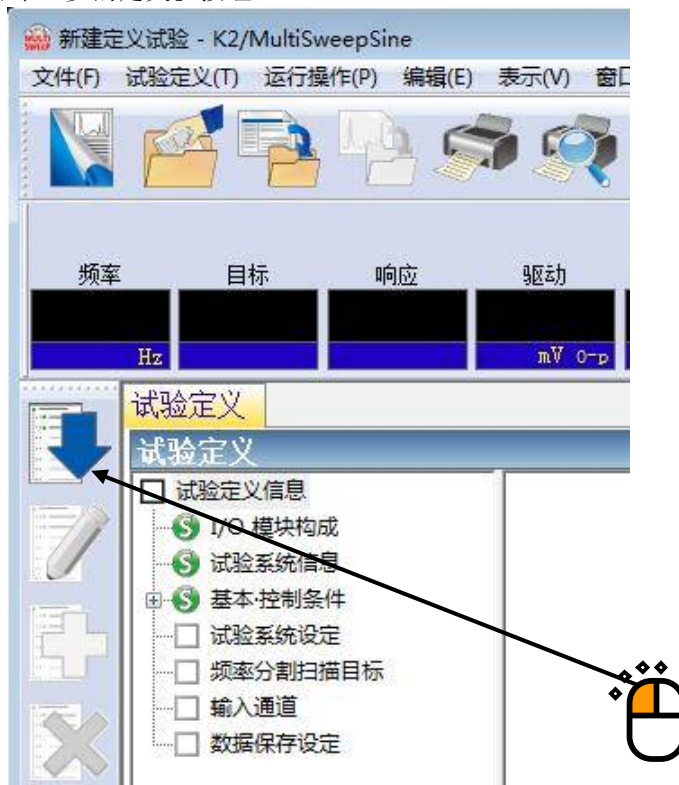 新建定义试验 - K2/MultiSweepSine
文件(F) 试验定义(T) 运行操作(P) 编辑(E) 表示(V)
频率 目标 响应 驱动
Hz mV 0-p
试验定义
试验定义
试验定义信息
S I/O 模块构成
S 试验系统信息
S 基本·控制条件
试验系统设定
频率分割扫描目标
输入通道
数据保存设定